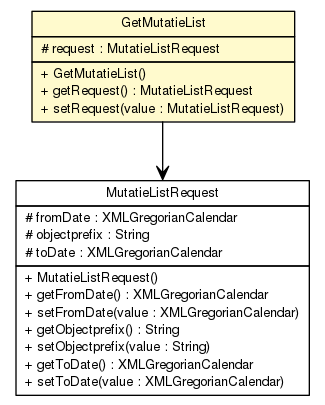 GetMutatieList
# request : MutatieListRequest
+ GetMutatieList()
+ getRequest() : MutatieListRequest
+ setRequest(value : MutatieListRequest)
MutatieListRequest
# fromDate : XMLGregorianCalendar
# objectprefix : String
# toDate : XMLGregorianCalendar
+ MutatieListRequest()
+ getFromDate() : XMLGregorianCalendar
+ setFromDate(value : XMLGregorianCalendar)
+ getObjectprefix() : String
+ setObjectprefix(value : String)
+ getToDate() : XMLGregorianCalendar
+ setToDate(value : XMLGregorianCalendar)